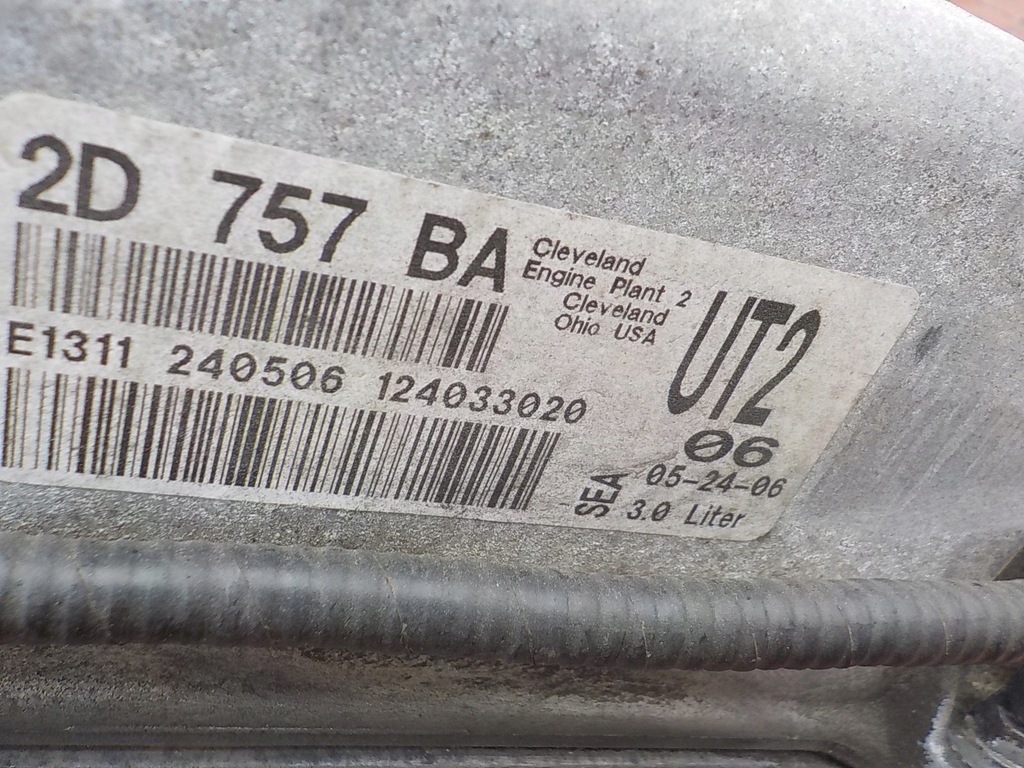 2D 757 BA
Cleveland
Engine Plant 2
Cleveland
Ohio USA
UT2
E1311 240506 124033020
06
05-24-06
SEA
3.0 Liter